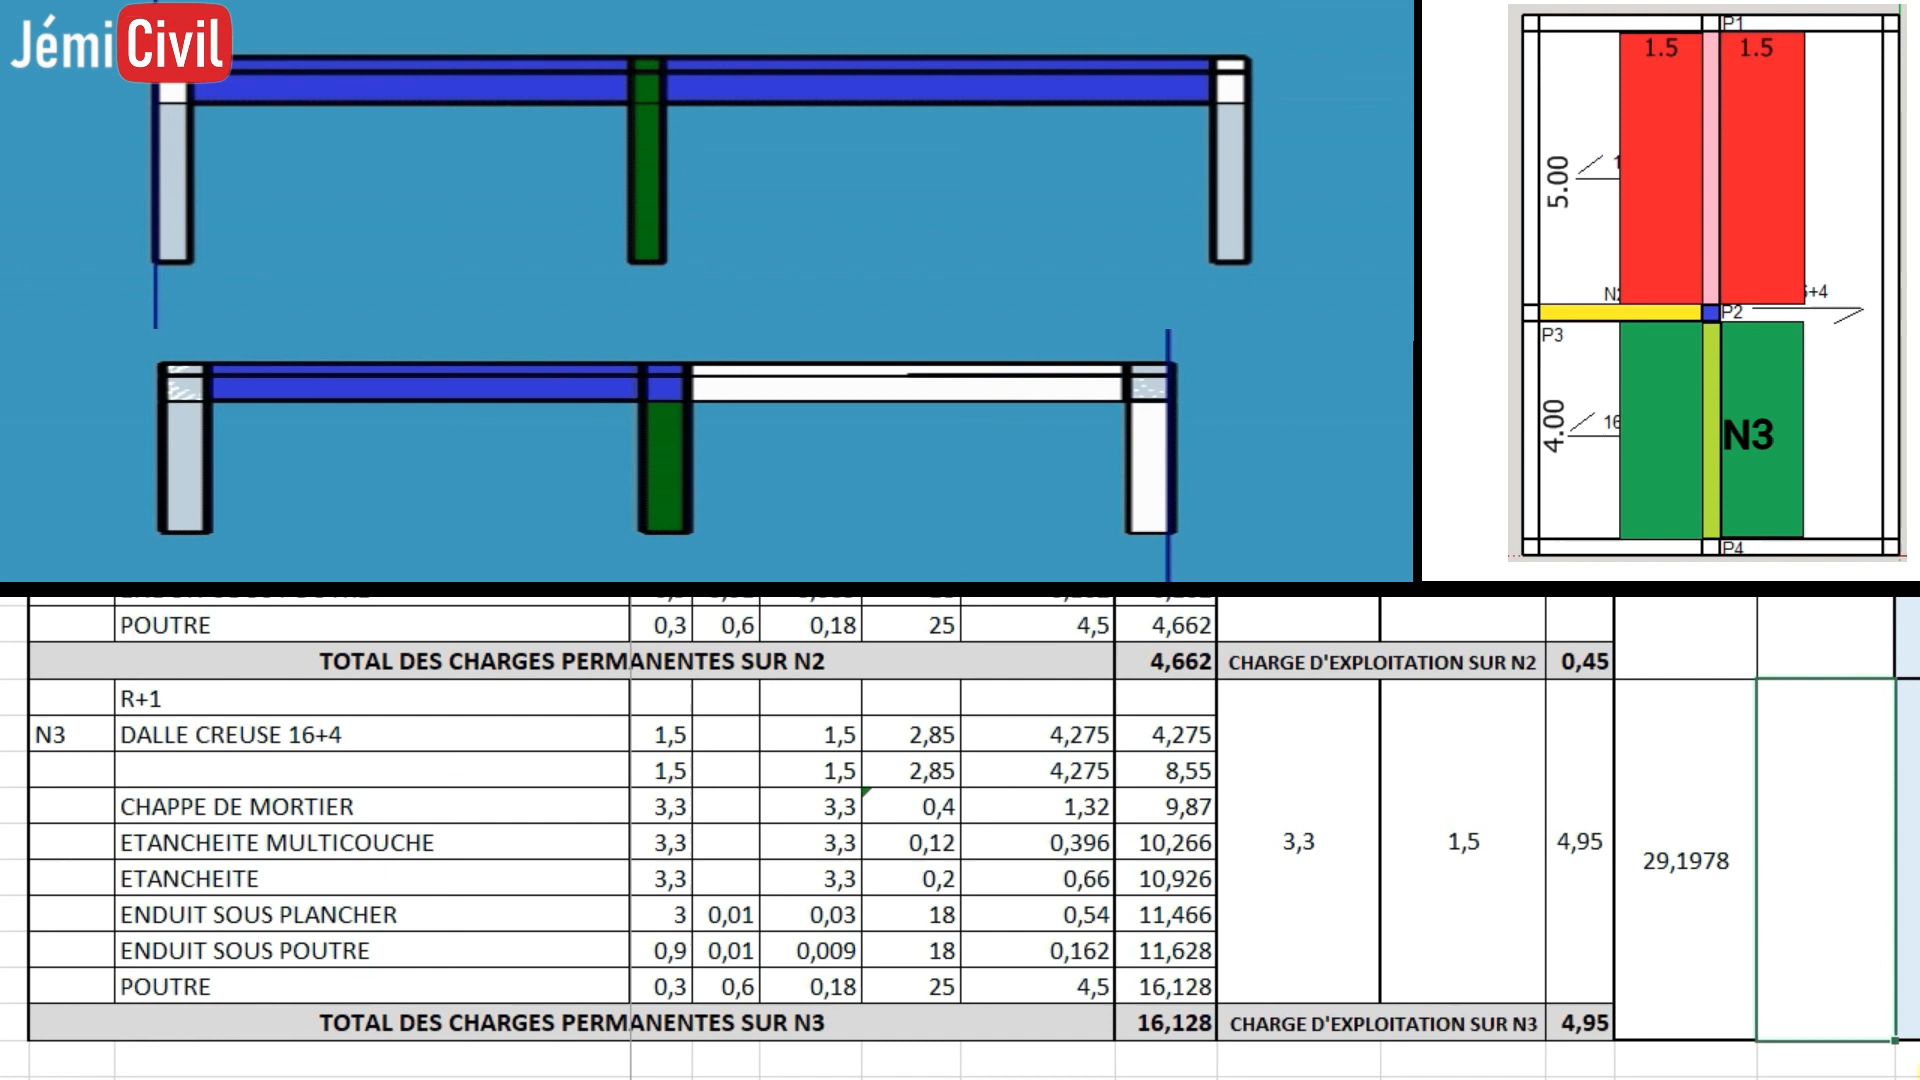 Jémi Civil
P1
1.5 1.5
5.00
P2
P3
4.00
16
N3
P4
POUTRE 0,3 0,6 0,18 25 4,5 4,662
TOTAL DES CHARGES PERMANENTES SUR N2 4,662 CHARGE D'EXPLOITATION SUR N2 0,45
R+1
N3 DALLE CREUSE 16+4 1,5 1,5 2,85 4,275 4,275
1,5 1,5 2,85 4,275 8,55
CHAPPE DE MORTIER 3,3 3,3 0,4 1,32 9,87
ETANCHEITE MULTICOUCHE 3,3 3,3 0,12 0,396 10,266 3,3 1,5 4,95
29,1978
ETANCHEITE 3,3 3,3 0,2 0,66 10,926
ENDUIT SOUS PLANCHER 3 0,01 0,03 18 0,54 11,466
ENDUIT SOUS POUTRE 0,9 0,01 0,009 18 0,162 11,628
POUTRE 0,3 0,6 0,18 25 4,5 16,128
TOTAL DES CHARGES PERMANENTES SUR N3 16,128 CHARGE D'EXPLOITATION SUR N3 4,95